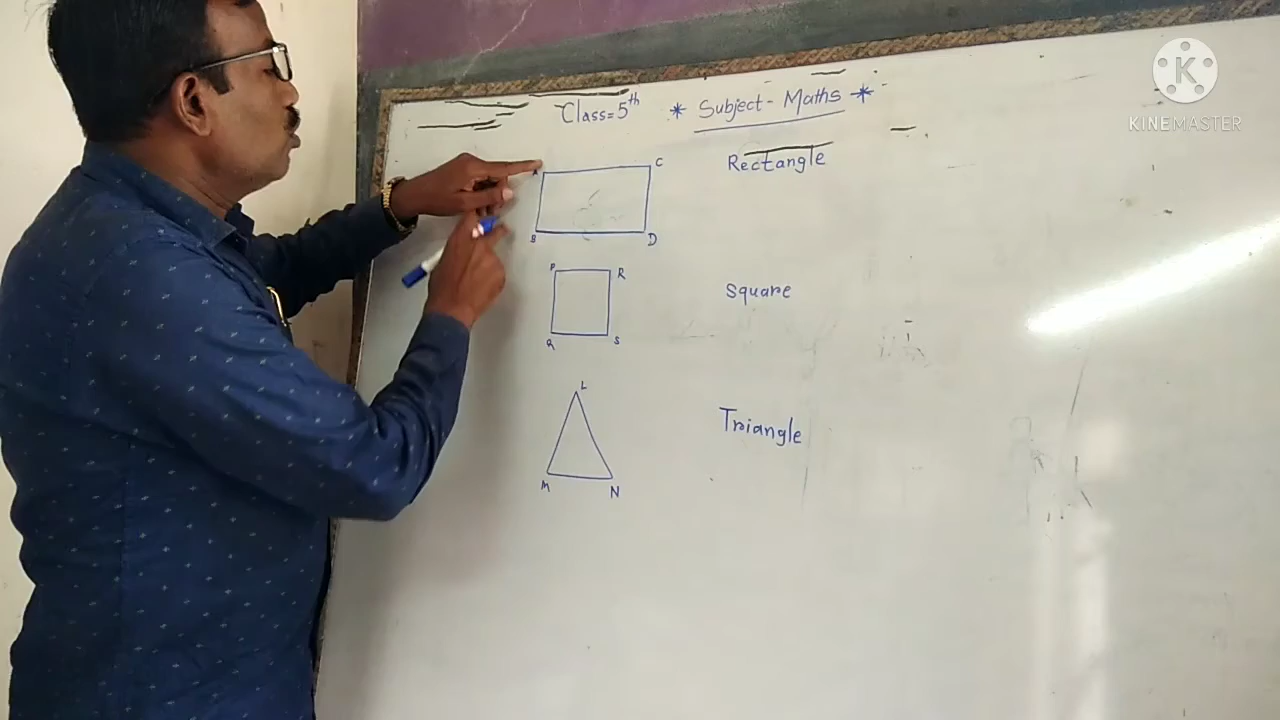 KINEMASTER
Class=5th * Subject-Maths *
A C
Rectangle
B D
P R
Square
Q S
L
Triangle
M N